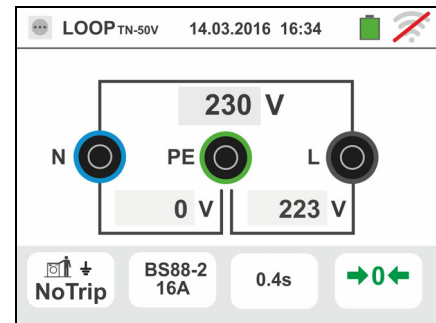 LOOP TN-50V 14.03.2016 16:34
230 V
N PE L
0 V 223 V
NoTrip BS88-2 16A 0.4s →0←